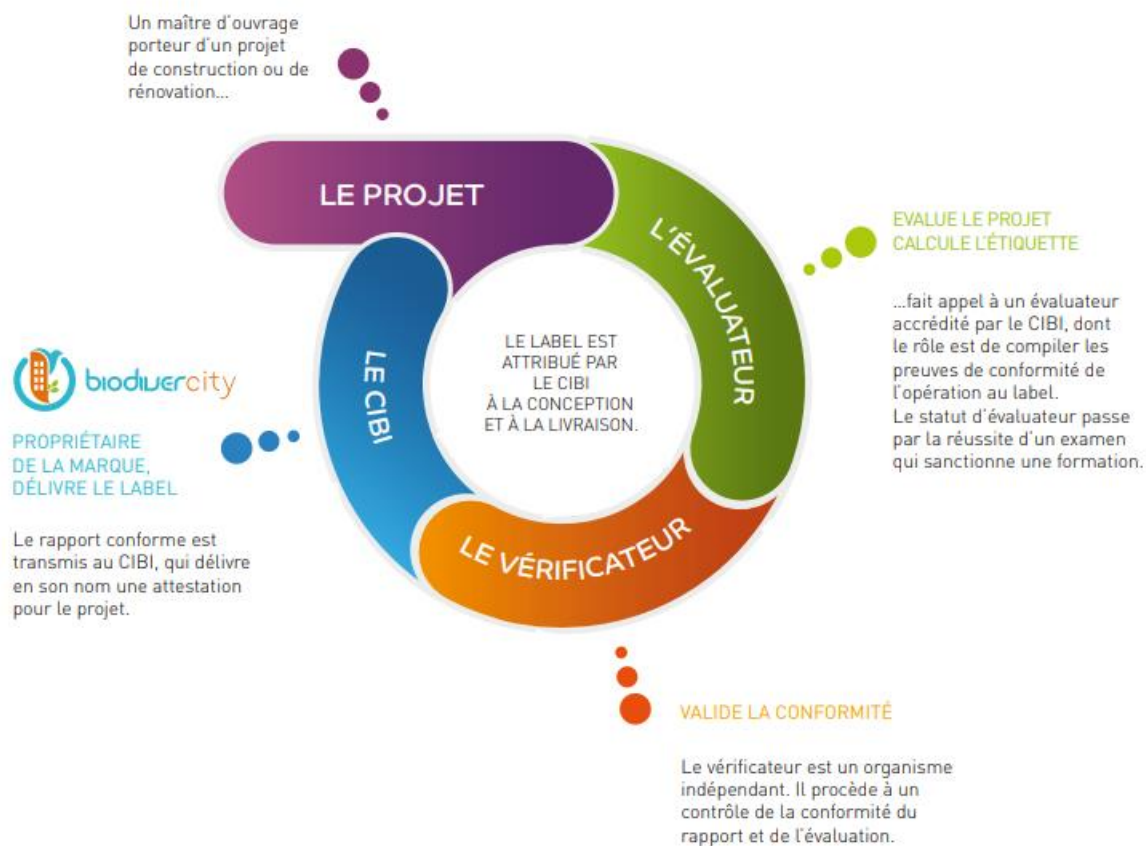 Un maître d'ouvrage
porteur d'un projet
de construction ou de
rénovation...
LE PROJET
L'ÉVALUATEUR
EVALUE LE PROJET
CALCULE L'ÉTIQUETTE
...fait appel à un évaluateur
accrédité par le CIBI, dont
le rôle est de compiler les
preuves de conformité de
l'opération au label.
Le statut d'évaluateur passe
par la réussite d'un examen
qui sanctionne une formation.
LE LABEL EST
ATTRIBUÉ PAR
LE CIBI
À LA CONCEPTION
ET À LA LIVRAISON.
LE VÉRIFICATEUR
VALIDE LA CONFORMITÉ
Le vérificateur est un organisme
indépendant. Il procède à un
contrôle de la conformité du
rapport et de l'évaluation.
LE CIBI
biodivercity
PROPRIÉTAIRE
DE LA MARQUE,
DÉLIVRE LE LABEL
Le rapport conforme est
transmis au CIBI, qui délivre
en son nom une attestation
pour le projet.